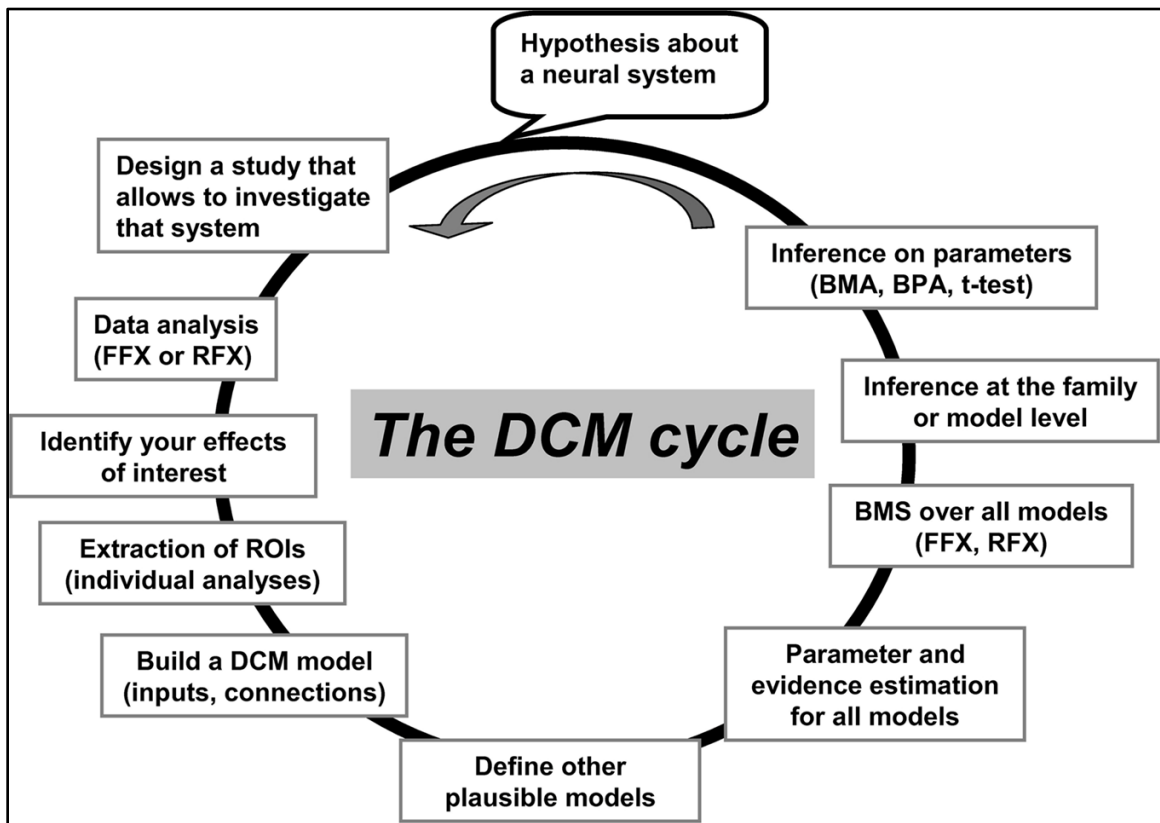 Hypothesis about
a neural system
Design a study that
allows to investigate
that system
Data analysis
(FFX or RFX)
Identify your effects
of interest
Extraction of ROIs
(individual analyses)
Build a DCM model
(inputs, connections)
Define other
plausible models
Parameter and
evidence estimation
for all models
BMS over all models
(FFX, RFX)
Inference at the family
or model level
Inference on parameters
(BMA, BPA, t-test)
The DCM cycle